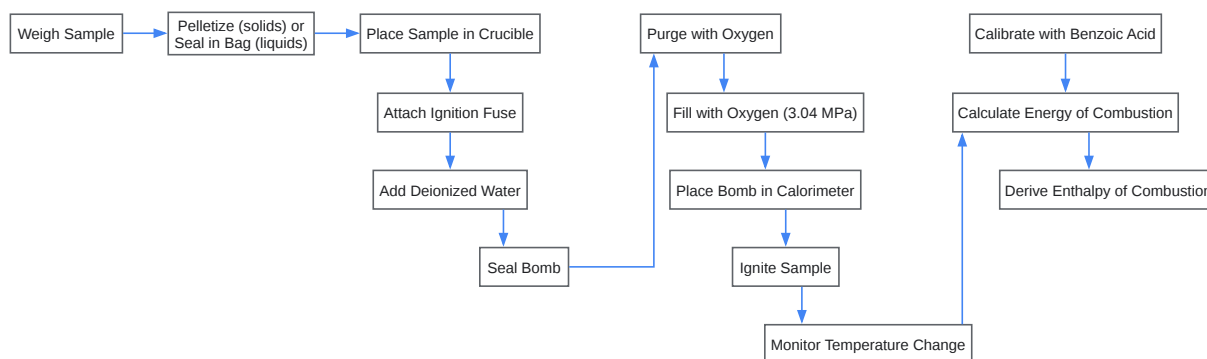 Weigh Sample
Pelletize (solids) or
Seal in Bag (liquids)
Place Sample in Crucible
Attach Ignition Fuse
Add Deionized Water
Seal Bomb
Purge with Oxygen
Fill with Oxygen (3.04 MPa)
Place Bomb in Calorimeter
Ignite Sample
Monitor Temperature Change
Calibrate with Benzoic Acid
Calculate Energy of Combustion
Derive Enthalpy of Combustion